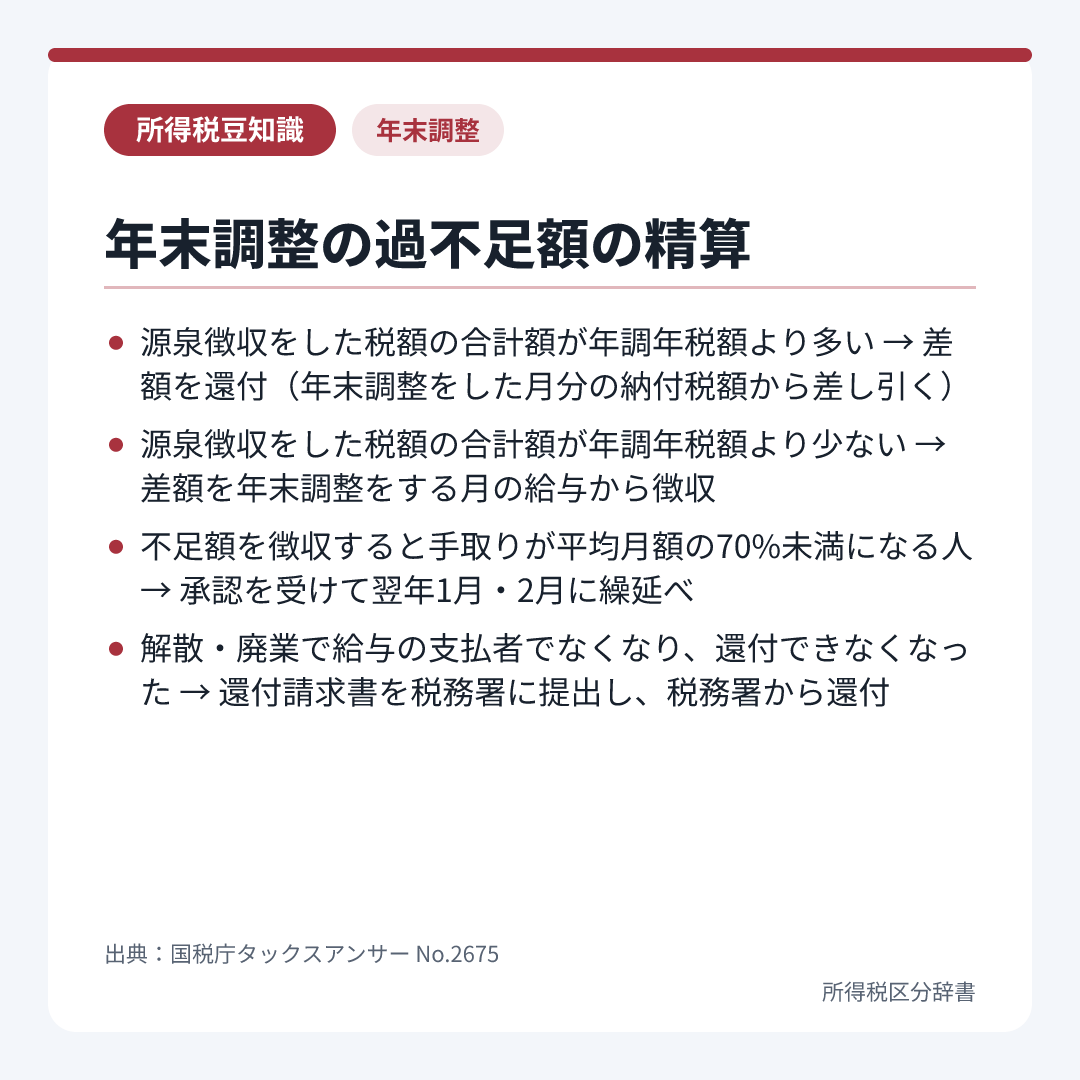 所得税豆知識 年末調整
年末調整の過不足額の精算
● 源泉徴収をした税額の合計額が年調年税額より多い → 差
額を還付（年末調整をした月分の納付税額から差し引く）
● 源泉徴収をした税額の合計額が年調年税額より少ない →
差額を年末調整をする月の給与から徴収
● 不足額を徴収すると手取りが平均月額の70%未満になる人
→ 承認を受けて翌年1月・2月に繰延べ
● 解散・廃業で給与の支払者でなくなり、還付できなくなっ
た → 還付請求書を税務署に提出し、税務署から還付
出典：国税庁タックスアンサー No.2675
所得税区分辞書